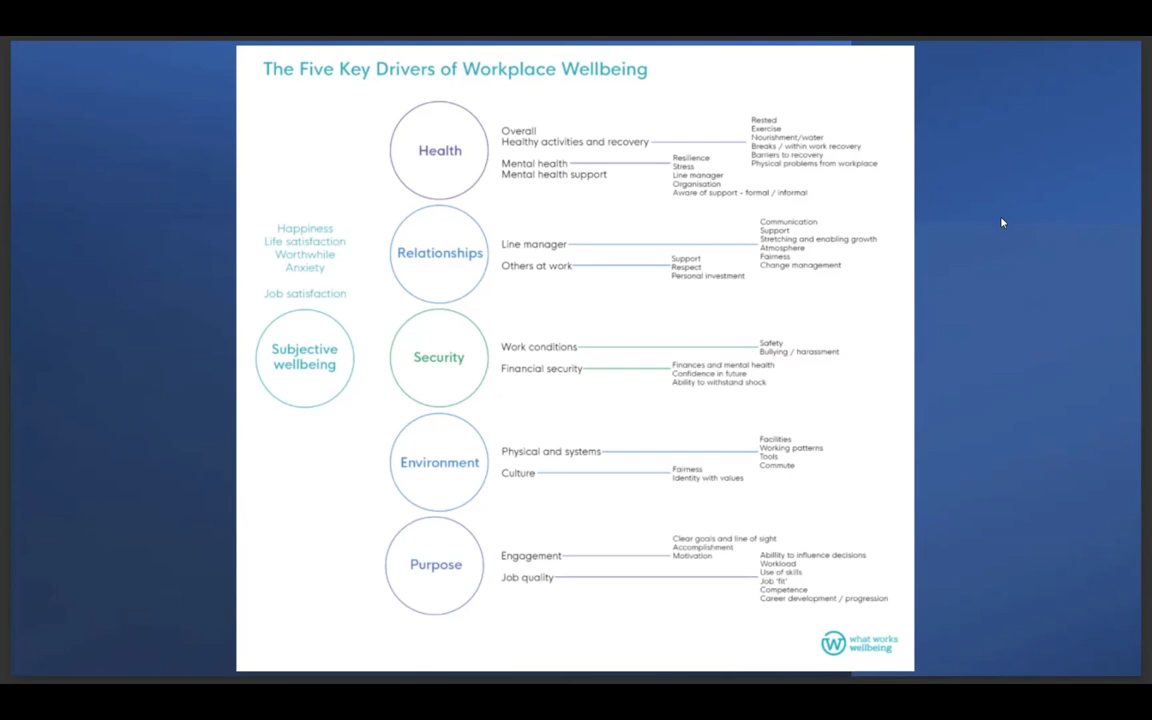 The Five Key Drivers of Workplace Wellbeing
Health
Overall
Healthy activities and recovery
Rested
Exercise
Nourishment/water
Breaks / within work recovery
Barriers to recovery
Physical problems from workplace
Mental health
Mental health support
Resilience
Stress
Line manager
Organisation
Aware of support – formal / informal
Happiness
Life satisfaction
Worthwhile
Anxiety
Job satisfaction
Subjective
wellbeing
Relationships
Line manager
Communication
Support
Stretching and enabling growth
Atmosphere
Fairness
Change management
Others at work
Support
Respect
Personal investment
Security
Work conditions
Safety
Bullying / harassment
Financial security
Finances and mental health
Confidence in future
Ability to withstand shock
Environment
Physical and systems
Facilities
Working patterns
Tools
Commute
Culture
Fairness
Identity with values
Purpose
Engagement
Clear goals and line of sight
Accomplishment
Motivation
Job quality
Abillity to influence decisions
Workload
Use of skills
Job 'fit'
Competence
Career development / progression
what works
wellbeing